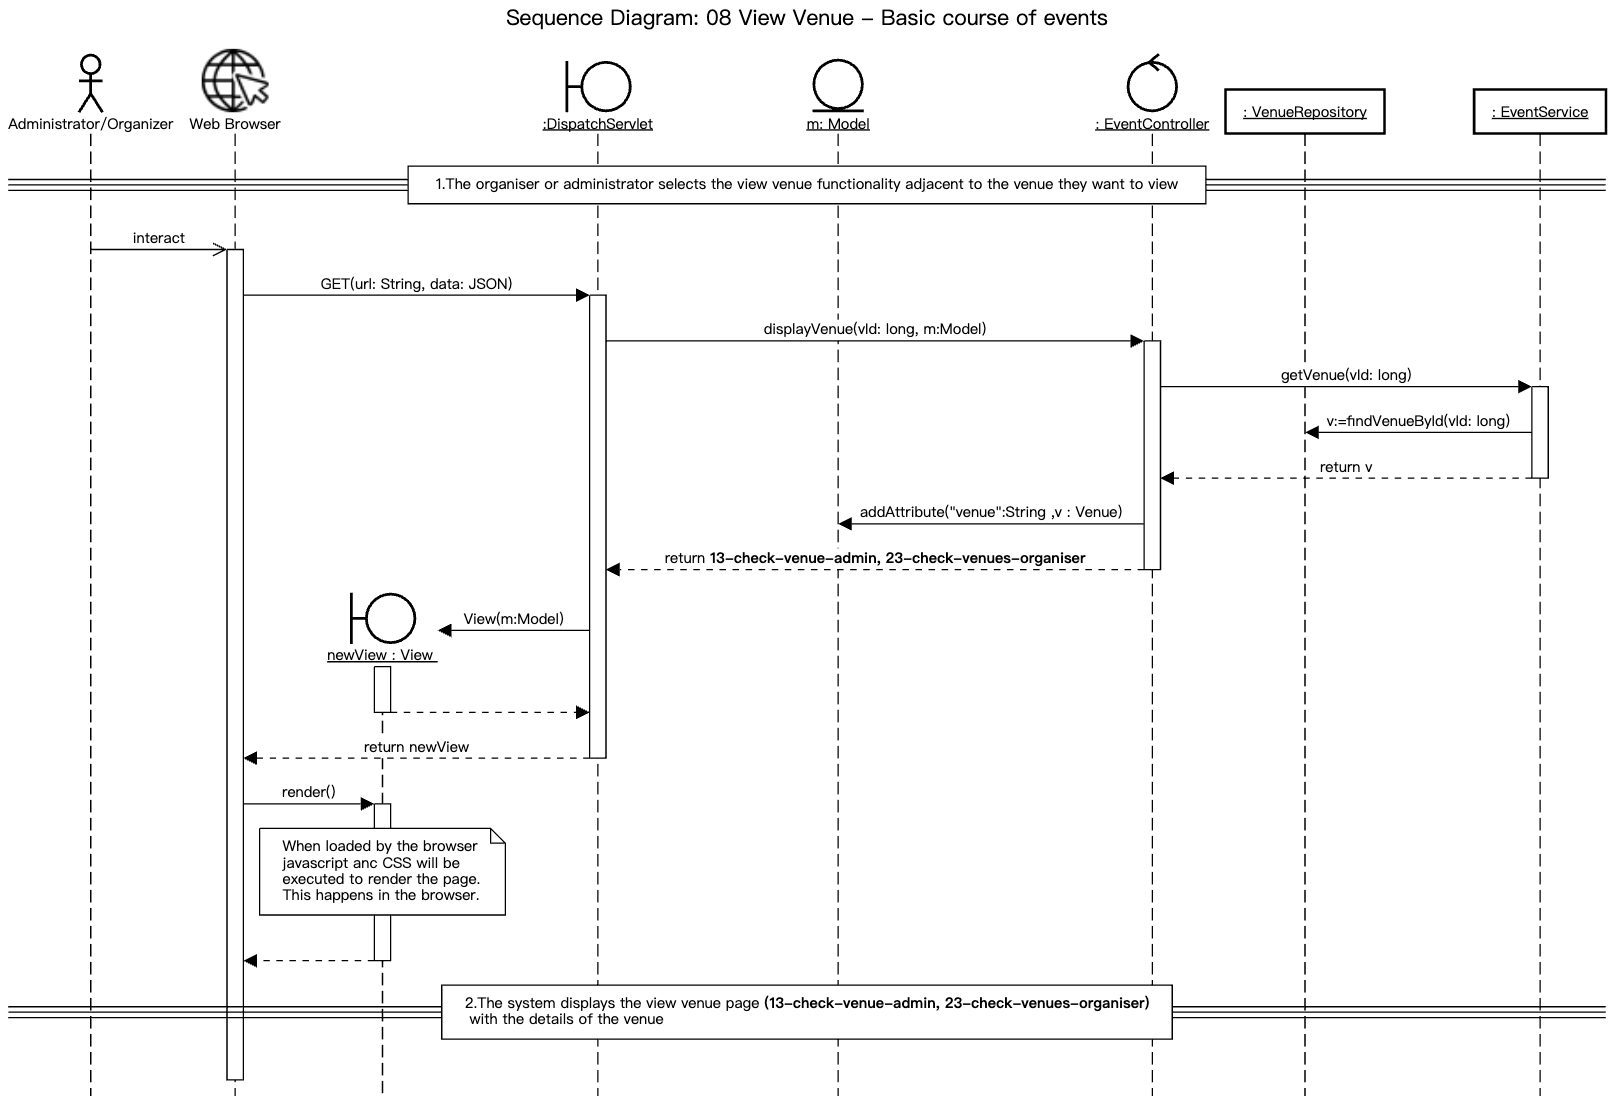 Sequence Diagram: 08 View Venue – Basic course of events
Administrator/Organizer
Web Browser
:DispatchServlet
m: Model
: EventController
: VenueRepository
: EventService
1.The organiser or administrator selects the view venue functionality adjacent to the venue they want to view
interact
GET(url: String, data: JSON)
displayVenue(vId: long, m:Model)
getVenue(vId: long)
v:=findVenueById(vId: long)
return v
addAttribute("venue":String ,v : Venue)
return 13–check–venue–admin, 23–check–venues–organiser
View(m:Model)
newView : View
return newView
render()
When loaded by the browser
javascript anc CSS will be
executed to render the page.
This happens in the browser.
2.The system displays the view venue page (13–check–venue–admin, 23–check–venues–organiser)
with the details of the venue